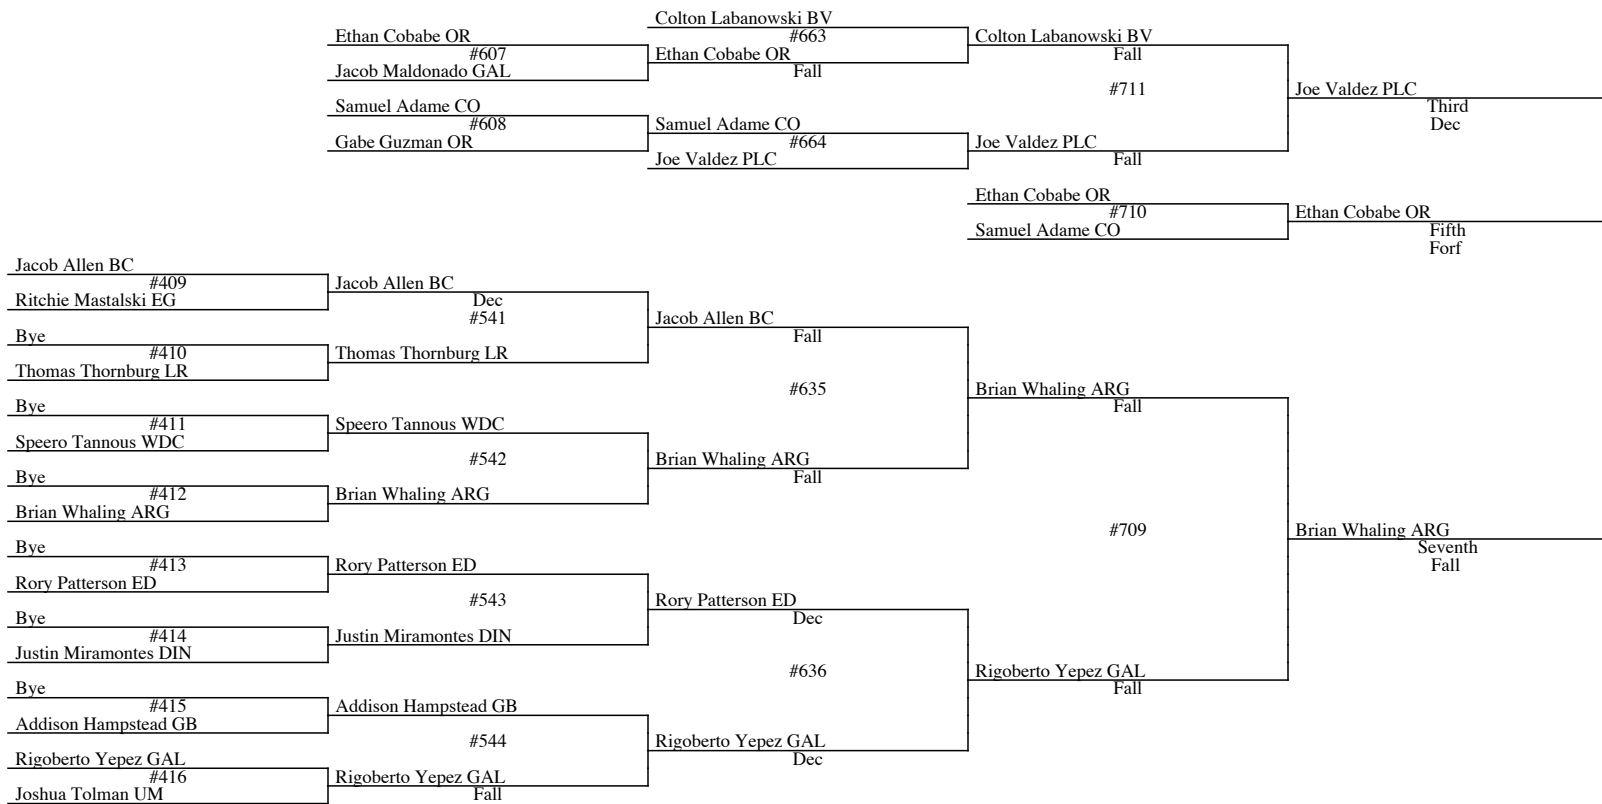 Colton Labanowski BV
Ethan Cobabe OR
#663
Colton Labanowski BV
#607
Ethan Cobabe OR
Fall
Jacob Maldonado GAL
Fall
#711
Joe Valdez PLC
Samuel Adame CO
Third
#608
Samuel Adame CO
Dec
Gabe Guzman OR
#664
Joe Valdez PLC
Joe Valdez PLC
Fall
Ethan Cobabe OR
#710
Ethan Cobabe OR
Samuel Adame CO
Fifth
Forf
Jacob Allen BC
#409
Jacob Allen BC
Ritchie Mastalski EG
Dec
#541
Jacob Allen BC
Bye
Fall
#410
Thomas Thornburg LR
Thomas Thornburg LR
#635
Brian Whaling ARG
Bye
Fall
#411
Speero Tannous WDC
Speero Tannous WDC
#542
Brian Whaling ARG
Bye
Fall
#412
Brian Whaling ARG
Brian Whaling ARG
#709
Brian Whaling ARG
Bye
Seventh
#413
Rory Patterson ED
Fall
Rory Patterson ED
#543
Rory Patterson ED
Bye
Dec
#414
Justin Miramontes DIN
Justin Miramontes DIN
#636
Rigoberto Yepez GAL
Bye
Fall
#415
Addison Hampstead GB
Addison Hampstead GB
#544
Rigoberto Yepez GAL
Rigoberto Yepez GAL
Dec
#416
Rigoberto Yepez GAL
Joshua Tolman UM
Fall